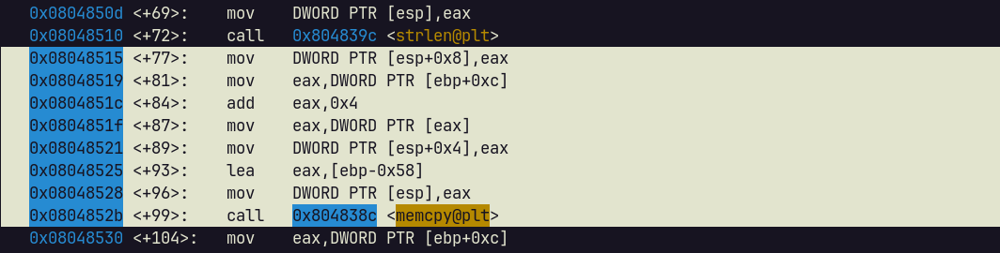 0x0804850d <+69>: mov DWORD PTR [esp],eax
0x08048510 <+72>: call 0x804839c <strlen@plt>
0x08048515 <+77>: mov DWORD PTR [esp+0x8],eax
0x08048519 <+81>: mov eax,DWORD PTR [ebp+0xc]
0x0804851c <+84>: add eax,0x4
0x0804851f <+87>: mov eax,DWORD PTR [eax]
0x08048521 <+89>: mov DWORD PTR [esp+0x4],eax
0x08048525 <+93>: lea eax,[ebp-0x58]
0x08048528 <+96>: mov DWORD PTR [esp],eax
0x0804852b <+99>: call 0x804838c <memcpy@plt>
0x08048530 <+104>: mov eax,DWORD PTR [ebp+0xc]